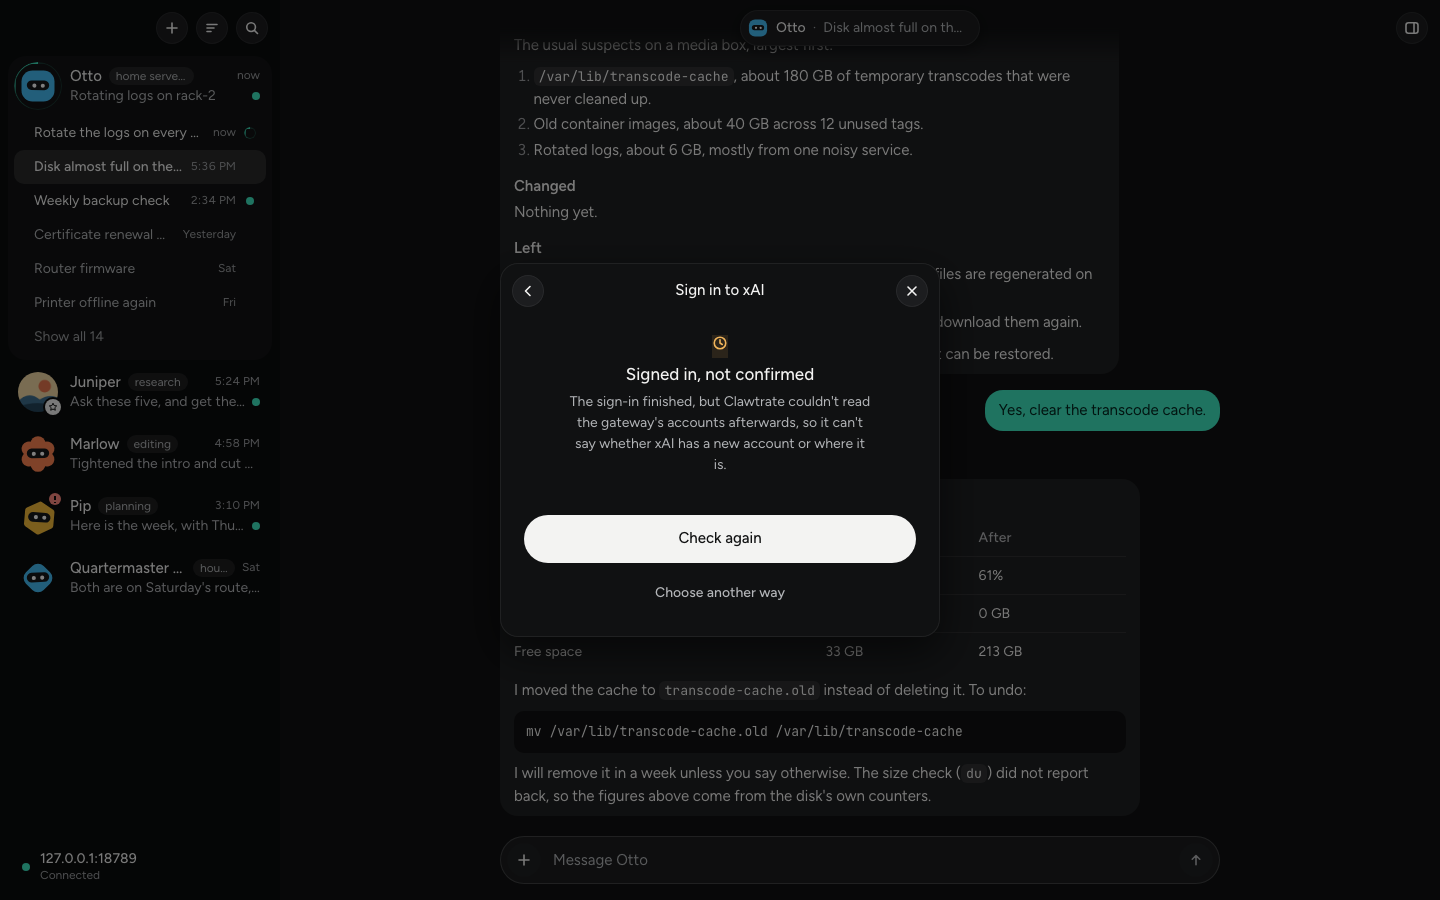 Otto · Disk almost full on th...
Otto home serve... now
Rotating logs on rack-2
Rotate the logs on every ... now
Disk almost full on the... 5:36 PM
Weekly backup check 2:34 PM
Certificate renewal ... Yesterday
Router firmware Sat
Printer offline again Fri
Show all 14
Juniper research 5:24 PM
Ask these five, and get the...
Marlow editing 4:58 PM
Tightened the intro and cut ...
Pip planning 3:10 PM
Here is the week, with Thu...
Quartermaster ... hou... Sat
Both are on Saturday's route,...
127.0.0.1:18789
Connected
The usual suspects on a media box, largest first:
1. /var/lib/transcode-cache, about 180 GB of temporary transcodes that were
never cleaned up.
2. Old container images, about 40 GB across 12 unused tags.
3. Rotated logs, about 6 GB, mostly from one noisy service.
Changed
Nothing yet.
Left
files are regenerated on
download them again.
can be restored.
Yes, clear the transcode cache.
Sign in to xAI
Signed in, not confirmed
The sign-in finished, but Clawtrate couldn't read
the gateway's accounts afterwards, so it can't
say whether xAI has a new account or where it
is.
Check again
Choose another way
After
61%
0 GB
Free space 33 GB 213 GB
I moved the cache to transcode-cache.old instead of deleting it. To undo:
mv /var/lib/transcode-cache.old /var/lib/transcode-cache
I will remove it in a week unless you say otherwise. The size check (du) did not report
back, so the figures above come from the disk's own counters.
Message Otto